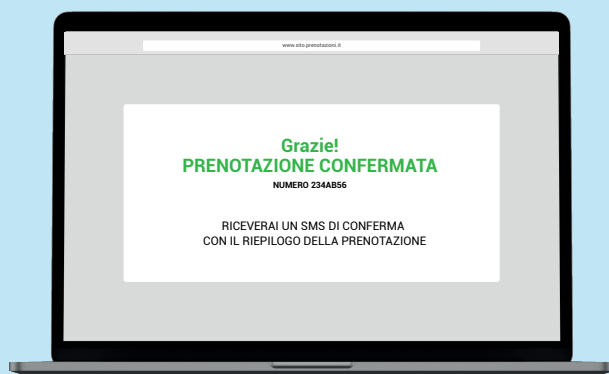 www.sito.prenotazioni.it
Grazie!
PRENOTAZIONE CONFERMATA
NUMERO 234AB56
RICEVERAI UN SMS DI CONFERMA
CON IL RIEPILOGO DELLA PRENOTAZIONE